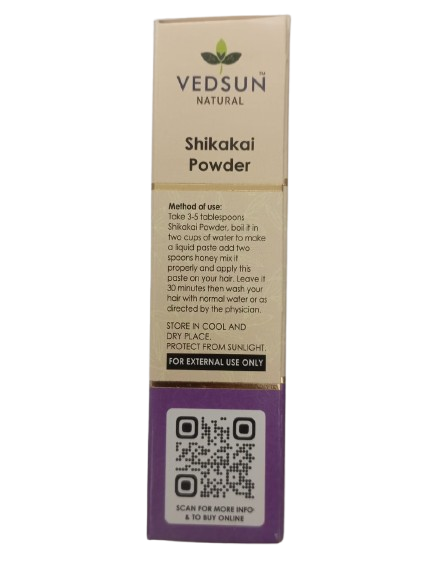 VEDSUN™
NATURAL
Shikakai
Powder
Method of use:
Take 3-5 tablespoons
Shikakai Powder, boil it in
two cups of water to make
a liquid paste add two
spoons honey mix it
properly and apply this
paste on your hair. Leave it
30 minutes then wash your
hair with normal water or as
directed by the physician.
STORE IN COOL AND
DRY PLACE.
PROTECT FROM SUNLIGHT.
FOR EXTERNAL USE ONLY
SCAN FOR MORE INFO
& TO BUY ONLINE